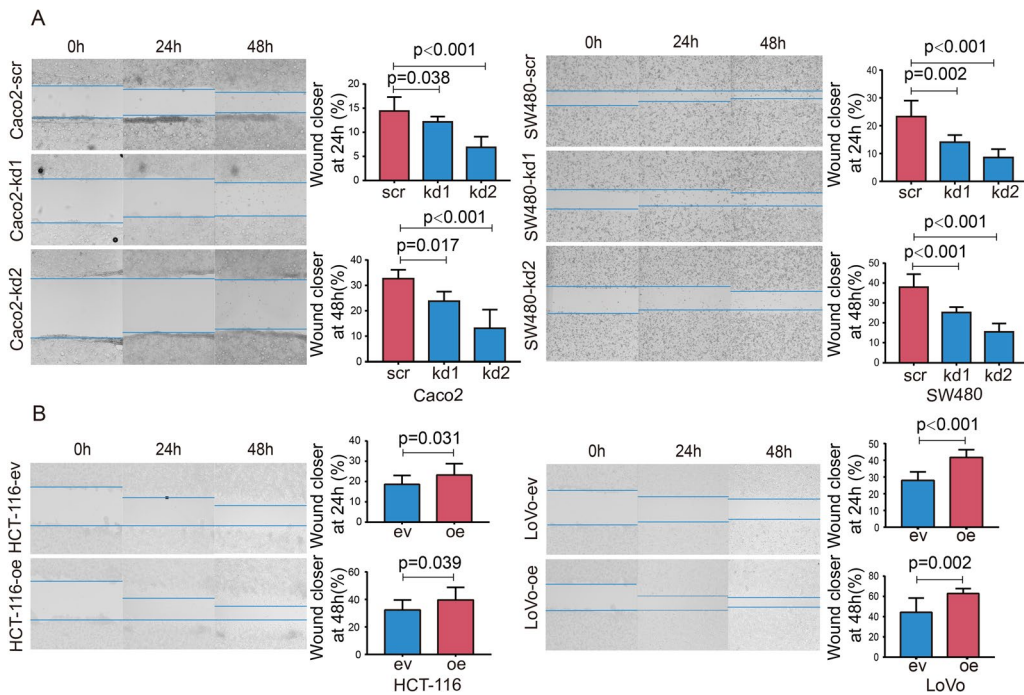 A
0h 24h 48h
Caco2-scr
Caco2-kd1
Caco2-kd2
Wound closer
at 24h (%)
20
15
10
5
0
p<0.001
p=0.038
scr kd1 kd2
Wound closer
at 48h(%)
40
30
20
10
0
p<0.001
p=0.017
scr kd1 kd2
Caco2
0h 24h 48h
SW480-scr
SW480-kd1
SW480-kd2
Wound closer
at 24h (%)
40
30
20
10
0
p<0.001
p=0.002
scr kd1 kd2
Wound closer
at 48h(%)
50
40
30
20
10
0
p<0.001
p<0.001
scr kd1 kd2
SW480
B
0h 24h 48h
HCT-116-ev
HCT-116-oe
Wound closer
at 24h (%)
40
30
20
10
0
p=0.031
ev oe
Wound closer
at 48h(%)
60
40
20
0
p=0.039
ev oe
HCT-116
0h 24h 48h
LoVo-ev
LoVo-oe
Wound closer
at 24h (%)
50
40
30
20
10
0
p<0.001
ev oe
Wound closer
at 48h(%)
80
60
40
20
0
p=0.002
ev oe
LoVo